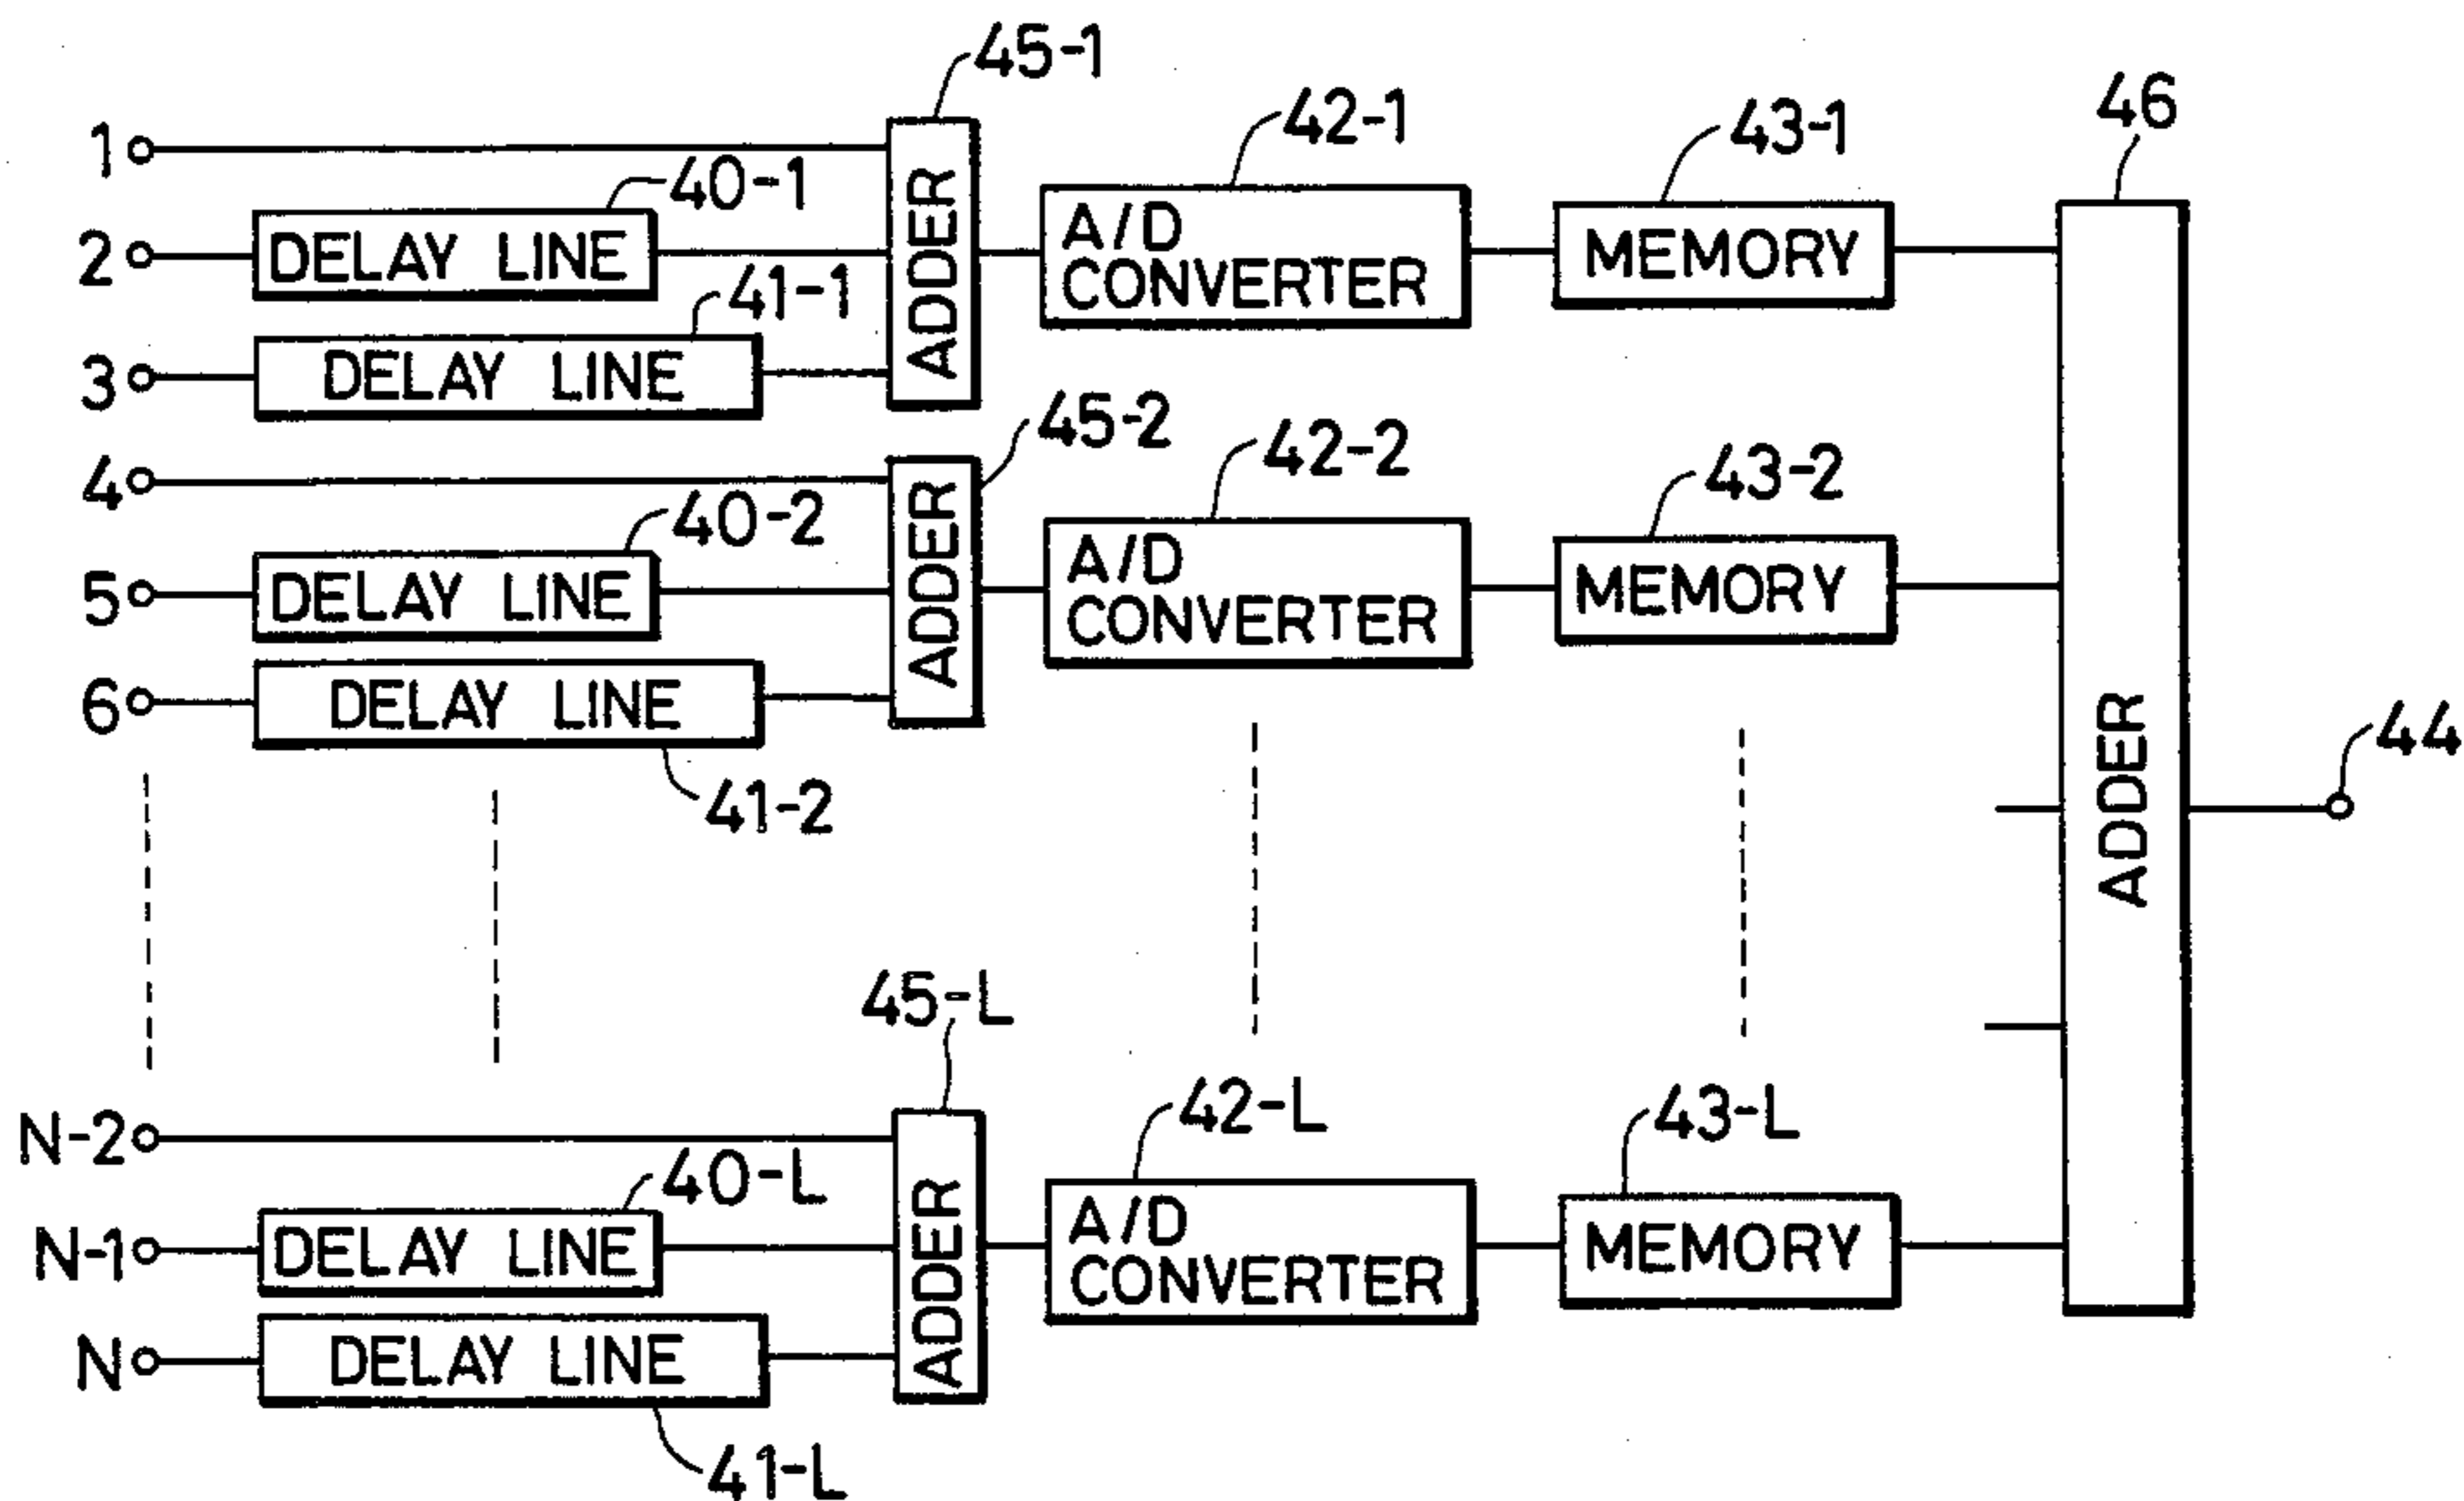 45-1
42-1
43-1
46
1
40-1
2
DELAY LINE
41-1
3
DELAY LINE
ADDER
A/D
CONVERTER
MEMORY
45-2
42-2
43-2
4
40-2
5
DELAY LINE
6
DELAY LINE
41-2
ADDER
A/D
CONVERTER
MEMORY
ADDER
44
45-L
42-L
43-L
N-2
40-L
N-1
DELAY LINE
N
DELAY LINE
41-L
ADDER
A/D
CONVERTER
MEMORY